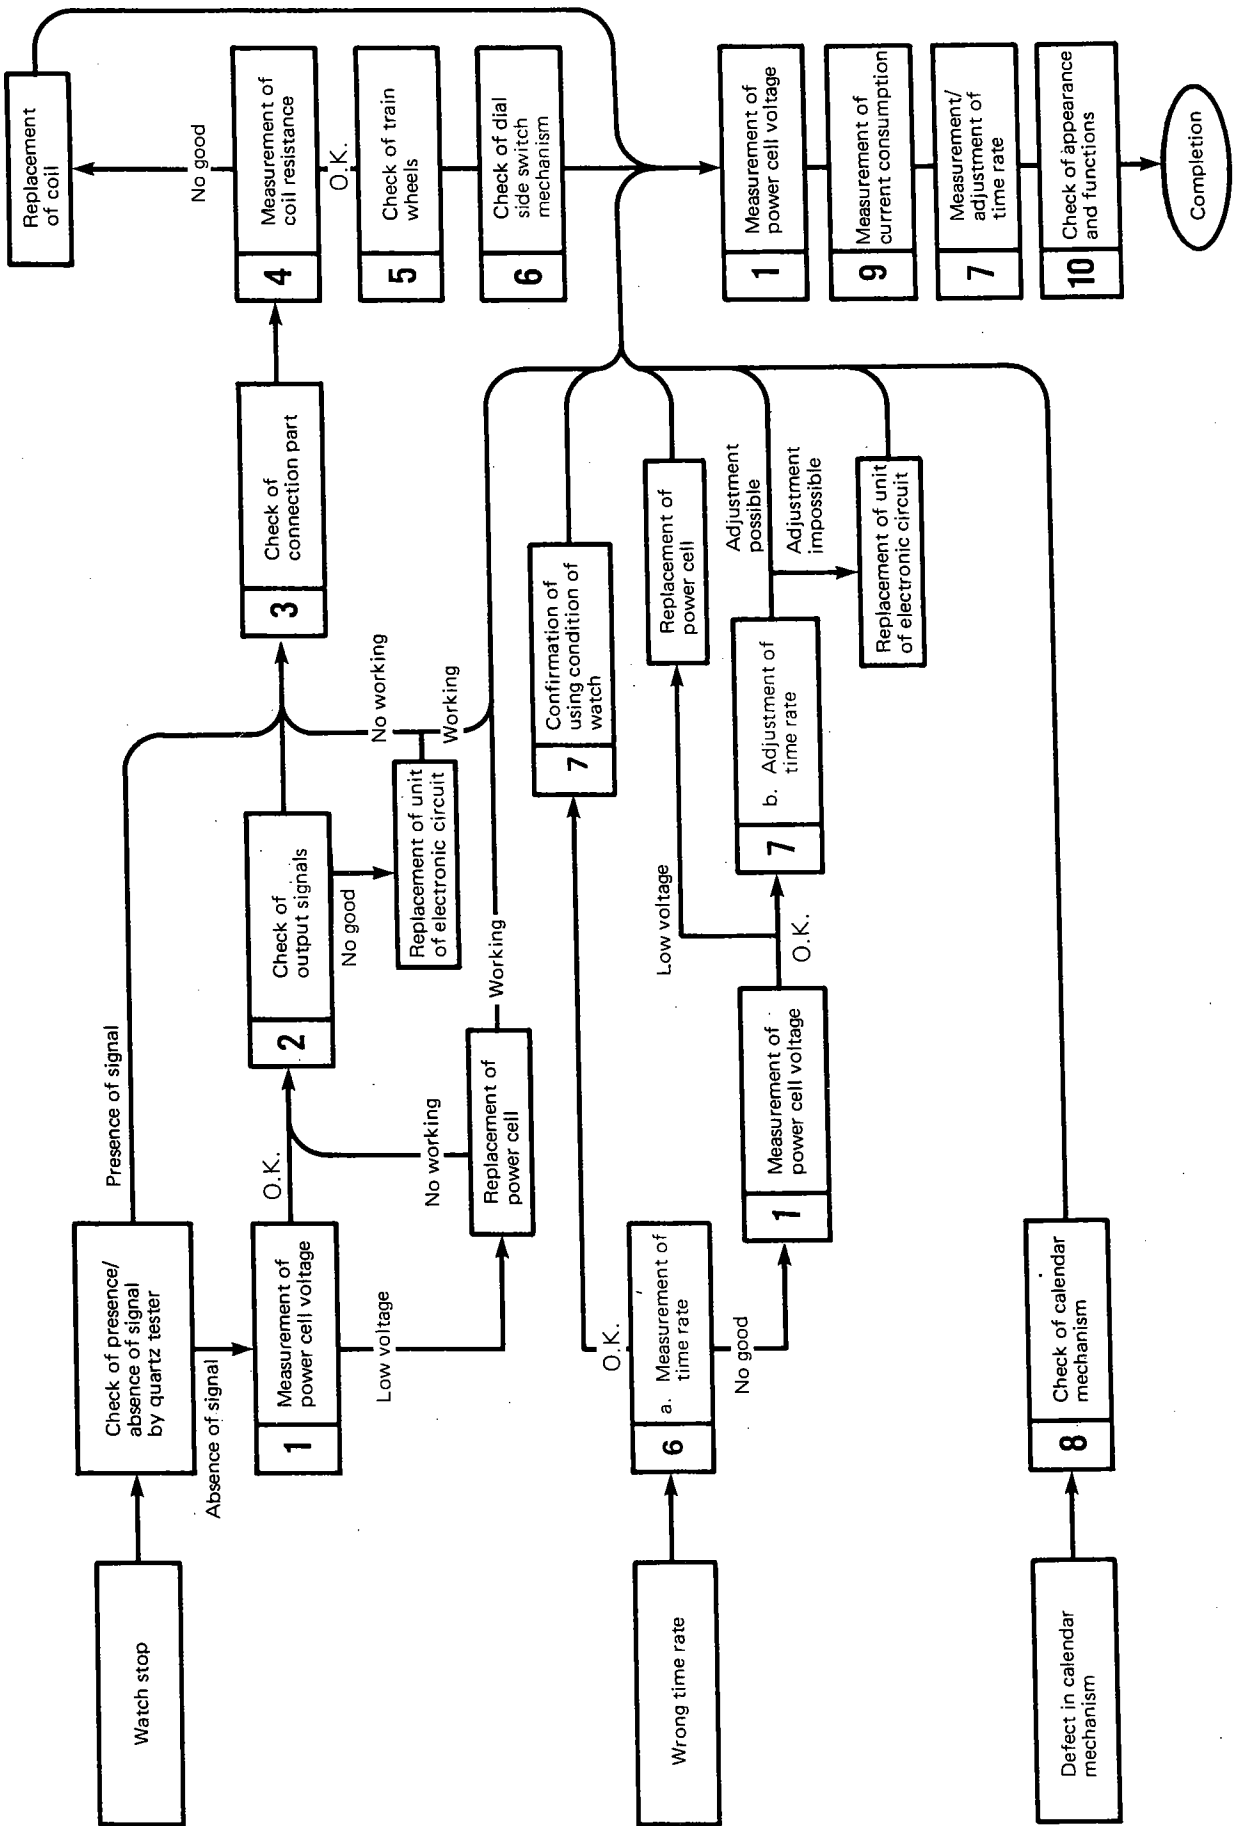 Watch stop
Check of presence/
absence of signal
by quartz tester
Presence of signal
Absence of signal
1
Measurement of
power cell voltage
O.K.
Low voltage
No working
Replacement of
power cell
Working
2
Check of
output signals
No good
Replacement of unit
of electronic circuit
No working
Working
3
Check of
connection part
4
Measurement of
coil resistance
No good
Replacement
of coil
O.K.
5
Check of train
wheels
6
Check of dial
side switch
mechanism
Wrong time rate
6
a. Measurement of
time rate
O.K.
No good
7
Confirmation of
using condition of
watch
1
Measurement of
power cell voltage
Low voltage
O.K.
Replacement of
power cell
7
b. Adjustment of
time rate
Adjustment
possible
Adjustment
impossible
Replacement of unit
of electronic circuit
Defect in calendar
mechanism
8
Check of calendar
mechanism
1
Measurement of
power cell voltage
9
Measurement of
current consumption
7
Measurement/
adjustment of
time rate
10
Check of appearance
and functions
Completion